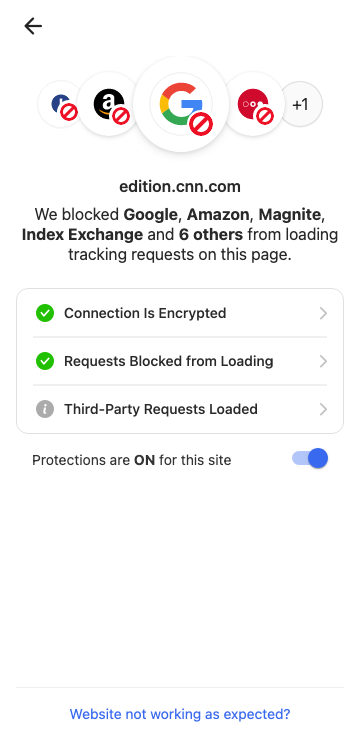 +1
edition.cnn.com
We blocked Google, Amazon, Magnite,
Index Exchange and 6 others from loading
tracking requests on this page.
Connection Is Encrypted
Requests Blocked from Loading
Third-Party Requests Loaded
Protections are ON for this site
Website not working as expected?